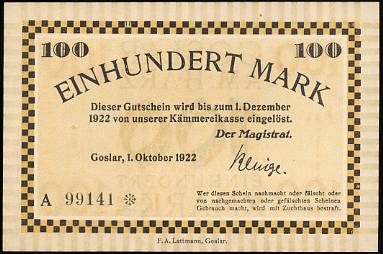 100 100
EINHUNDERT MARK
Dieser Gutschein wird bis zum 1. Dezember
1922 von unserer Kämmereikasse eingelöst.
Der Magistrat.
Goslar, 1. Oktober 1922
Klinge.
A 99141 *
Wer diesen Schein nachmacht oder fälscht oder
von nachgemachten oder gefälschten Scheinen
Gebrauch macht, wird mit Zuchthaus bestraft.
F. A. Lattmann, Goslar.